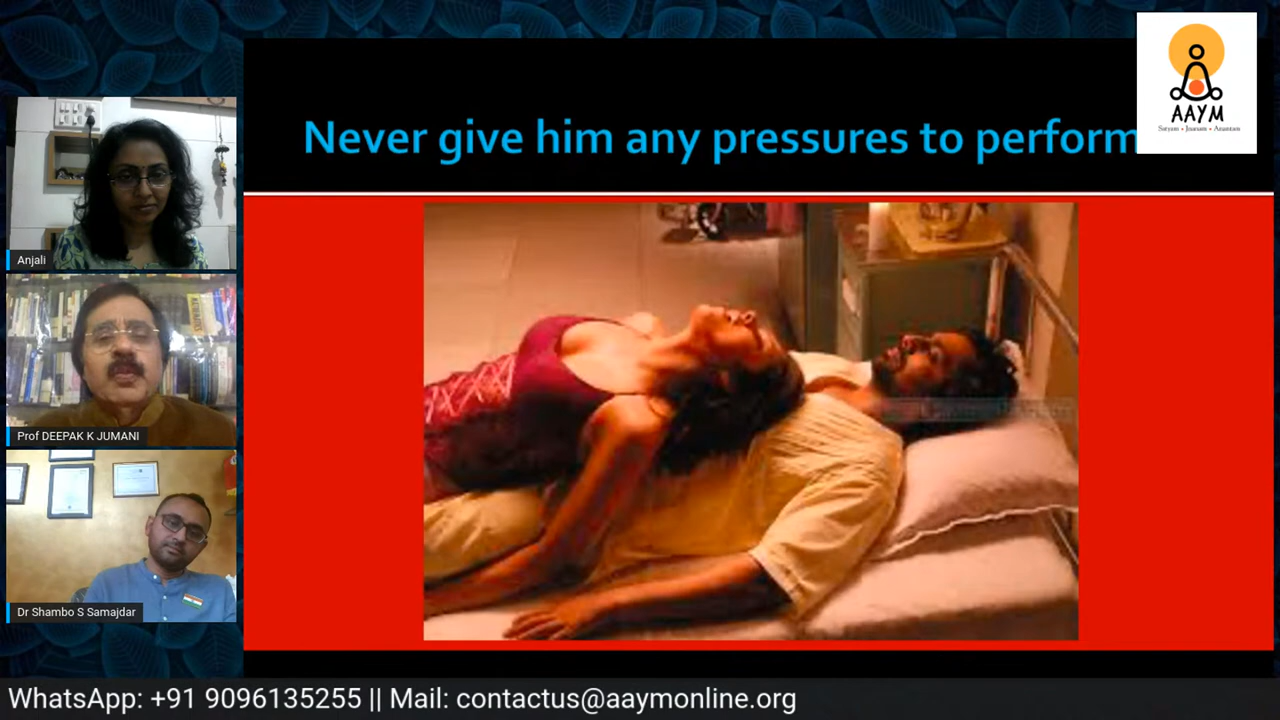 Never give him any pressures to perform
AAYM
Satyam • Jnanam • Anantam
Anjali
Prof DEEPAK K JUMANI
Dr Shambo S Samajdar
WhatsApp: +91 9096135255 || Mail: contactus@aaymonline.org